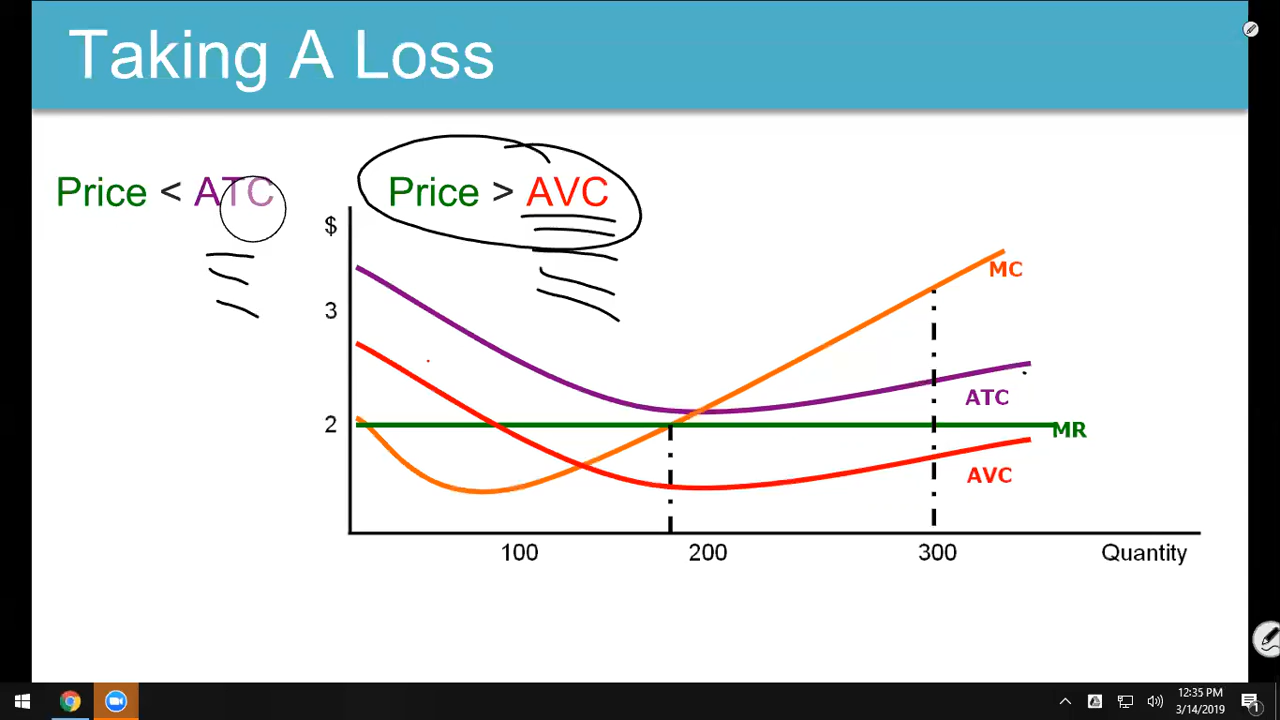 Taking A Loss
Price < ATC
Price > AVC
$
MC
3
ATC
2
MR
AVC
100 200 300 Quantity
12:35 PM
3/14/2019
1